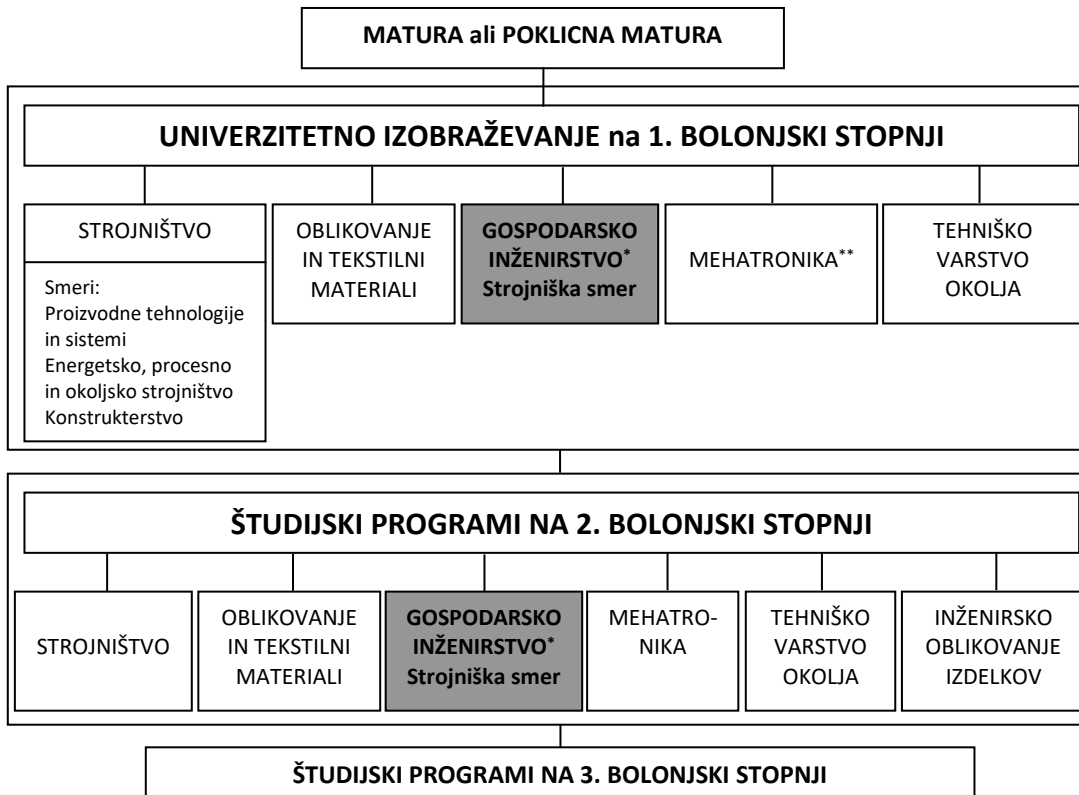 MATURA ali POKLICNA MATURA
UNIVERZITETNO IZOBRAŽEVANJE na 1. BOLONJSKI STOPNJI
STROJNIŠTVO
Smeri:
Proizvodne tehnologije
in sistemi
Energetsko, procesno
in okoljsko strojništvo
Konstrukterstvo
OBLIKOVANJE
IN TEKSTILNI
MATERIALI
GOSPODARSKO
INŽENIRSTVO*
Strojniška smer
MEHATRONIKA**
TEHNIŠKO
VARSTVO
OKOLJA
ŠTUDIJSKI PROGRAMI NA 2. BOLONJSKI STOPNJI
STROJNIŠTVO
OBLIKOVANJE
IN TEKSTILNI
MATERIALI
GOSPODARSKO
INŽENIRSTVO*
Strojniška smer
MEHATRO-
NIKA
TEHNIŠKO
VARSTVO
OKOLJA
INŽENIRSKO
OBLIKOVANJE
IZDELKOV
ŠTUDIJSKI PROGRAMI NA 3. BOLONJSKI STOPNJI